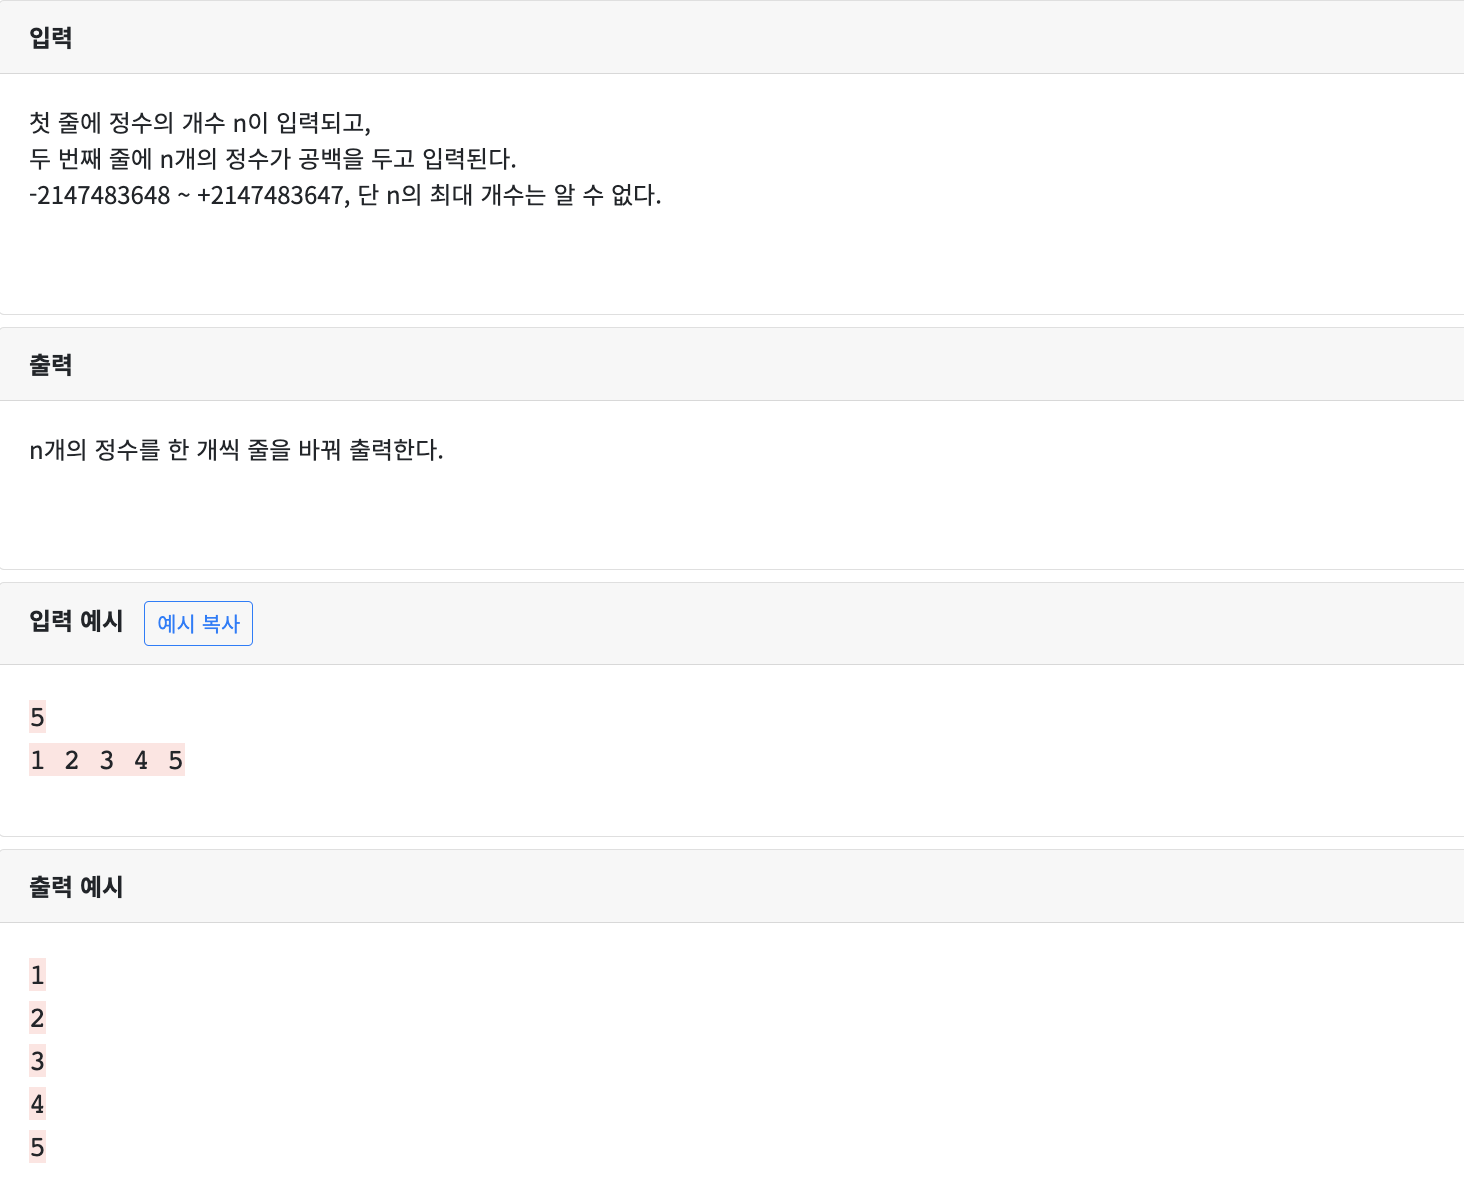 입력
첫 줄에 정수의 개수 n이 입력되고,
두 번째 줄에 n개의 정수가 공백을 두고 입력된다.
-2147483648 ~ +2147483647, 단 n의 최대 개수는 알 수 없다.
출력
n개의 정수를 한 개씩 줄을 바꿔 출력한다.
입력 예시 예시 복사
5
1 2 3 4 5
출력 예시
1
2
3
4
5